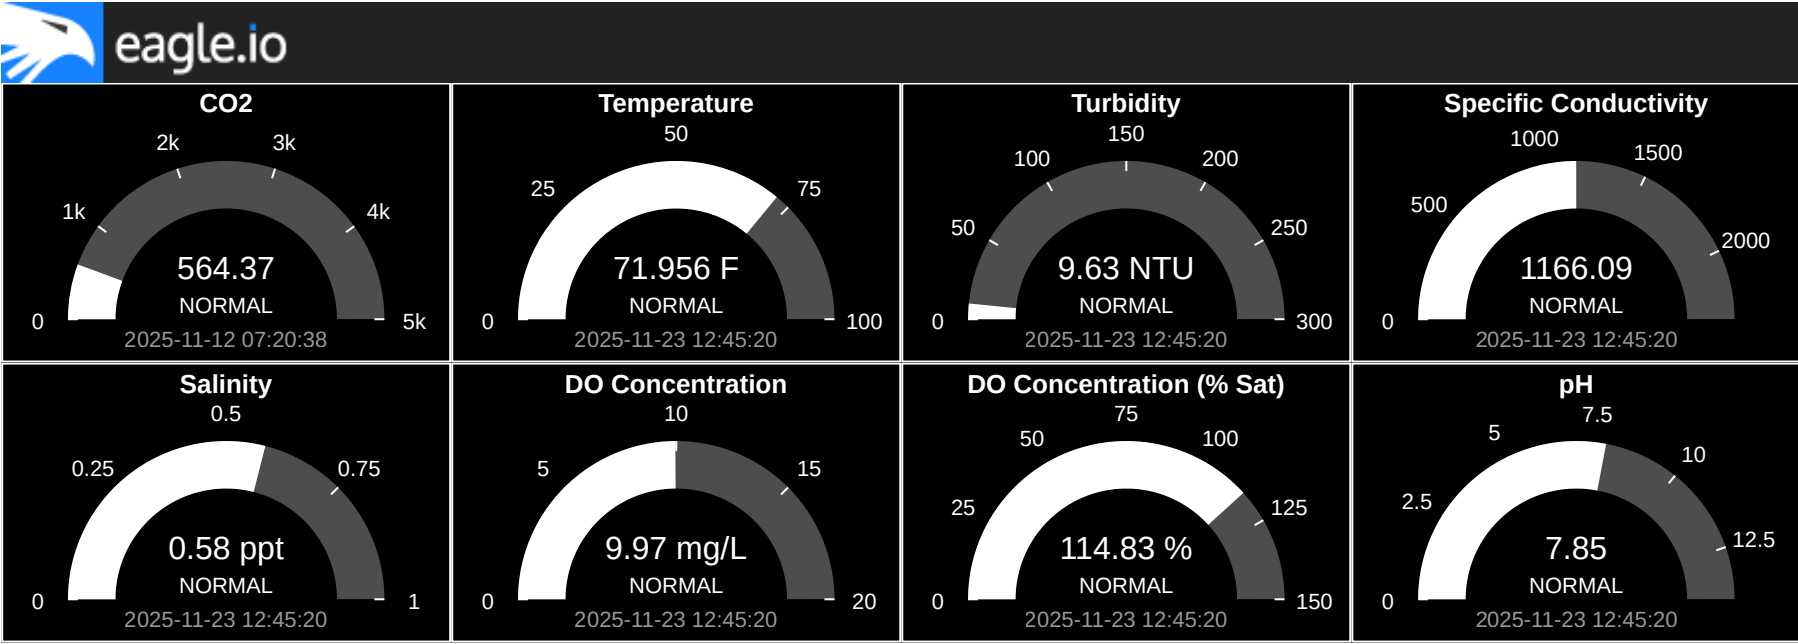 eagle.io
CO2
2k
3k
1k
4k
564.37
NORMAL
0
5k
2025-11-12 07:20:38
Temperature
50
25
75
71.956 F
NORMAL
0
100
2025-11-23 12:45:20
Turbidity
150
100
200
50
250
9.63 NTU
NORMAL
0
300
2025-11-23 12:45:20
Specific Conductivity
1000
1500
500
2000
1166.09
NORMAL
0
2025-11-23 12:45:20
Salinity
0.5
0.25
0.75
0.58 ppt
NORMAL
0
1
2025-11-23 12:45:20
DO Concentration
10
5
15
9.97 mg/L
NORMAL
0
20
2025-11-23 12:45:20
DO Concentration (% Sat)
75
50
100
25
125
114.83 %
NORMAL
0
150
2025-11-23 12:45:20
pH
7.5
5
10
2.5
12.5
7.85
NORMAL
0
2025-11-23 12:45:20